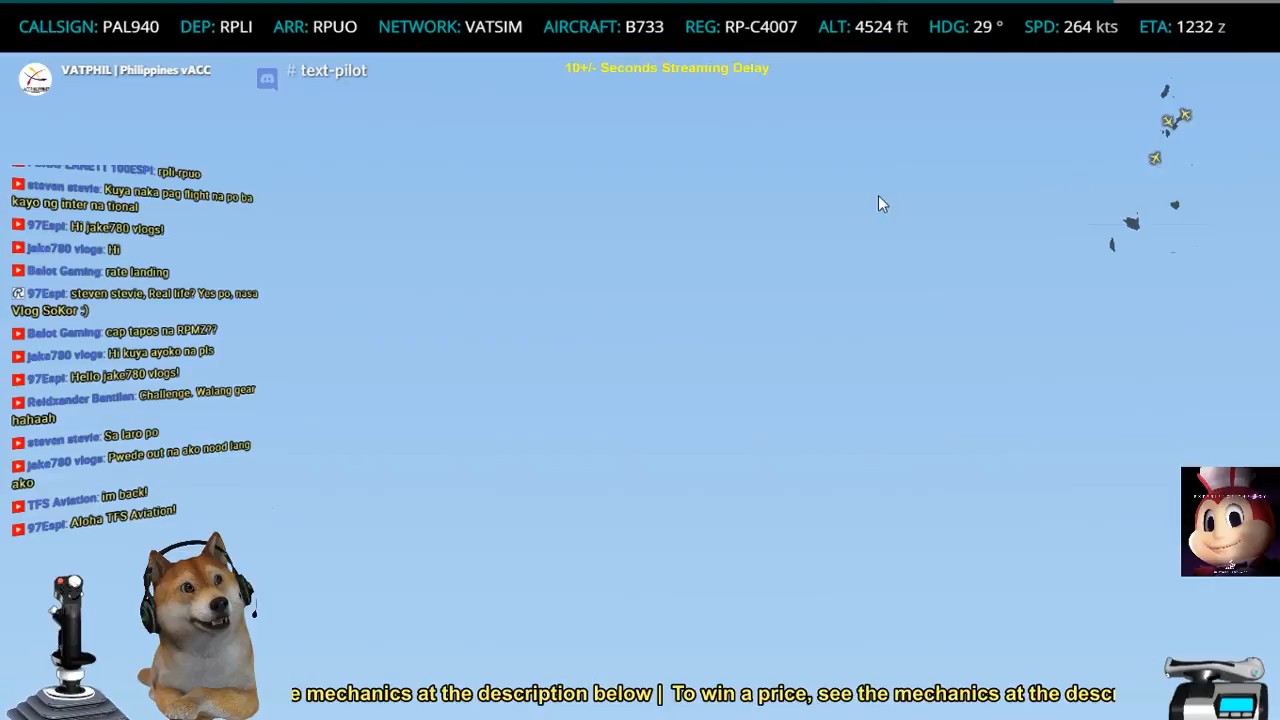 CALLSIGN: PAL940 DEP: RPLI ARR: RPUO NETWORK: VATSIM AIRCRAFT: B733 REG: RP-C4007 ALT: 4524 ft HDG: 29 ° SPD: 264 kts ETA: 1232 z
VATPHIL | Philippines vACC # text-pilot
10+/- Seconds Streaming Delay
rpli-rpuo
steven stevie: Kuya naka pag flight na po ba
kayo ng inter na tional
97Espi: Hi jake780 vlogs!
jake780 vlogs: Hi
Balot Gaming: rate landing
97Espi: steven stevie, Real life? Yes po, nasa
Vlog SoKor :)
Balot Gaming: cap tapos na RPMZ??
jake780 vlogs: Hi kuya ayoko na pls
97Espi: Hello jake780 vlogs!
Reidxander Bantilan: Challenge. Walang gear
hahaah
steven stevie: Sa laro po
jake780 vlogs: Pwede out na ako nood lang
ako
TFS Aviation: im back!
97Espi: Aloha TFS Aviation!
e mechanics at the description below | To win a price, see the mechanics at the descr